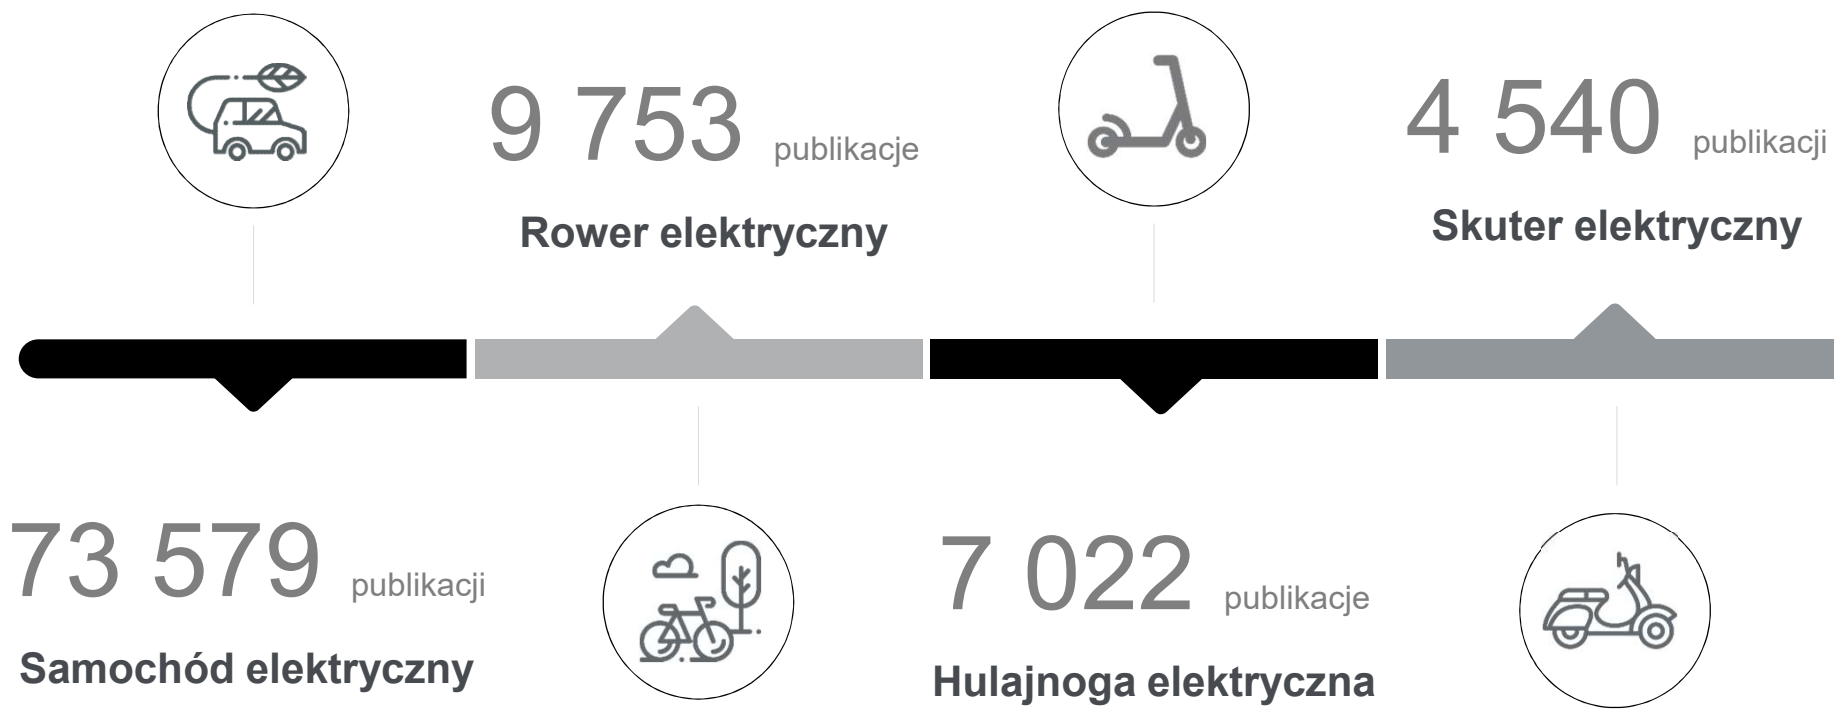 9 753 publikacje
Rower elektryczny
4 540 publikacji
Skuter elektryczny
73 579 publikacji
Samochód elektryczny
7 022 publikacje
Hulajnoga elektryczna